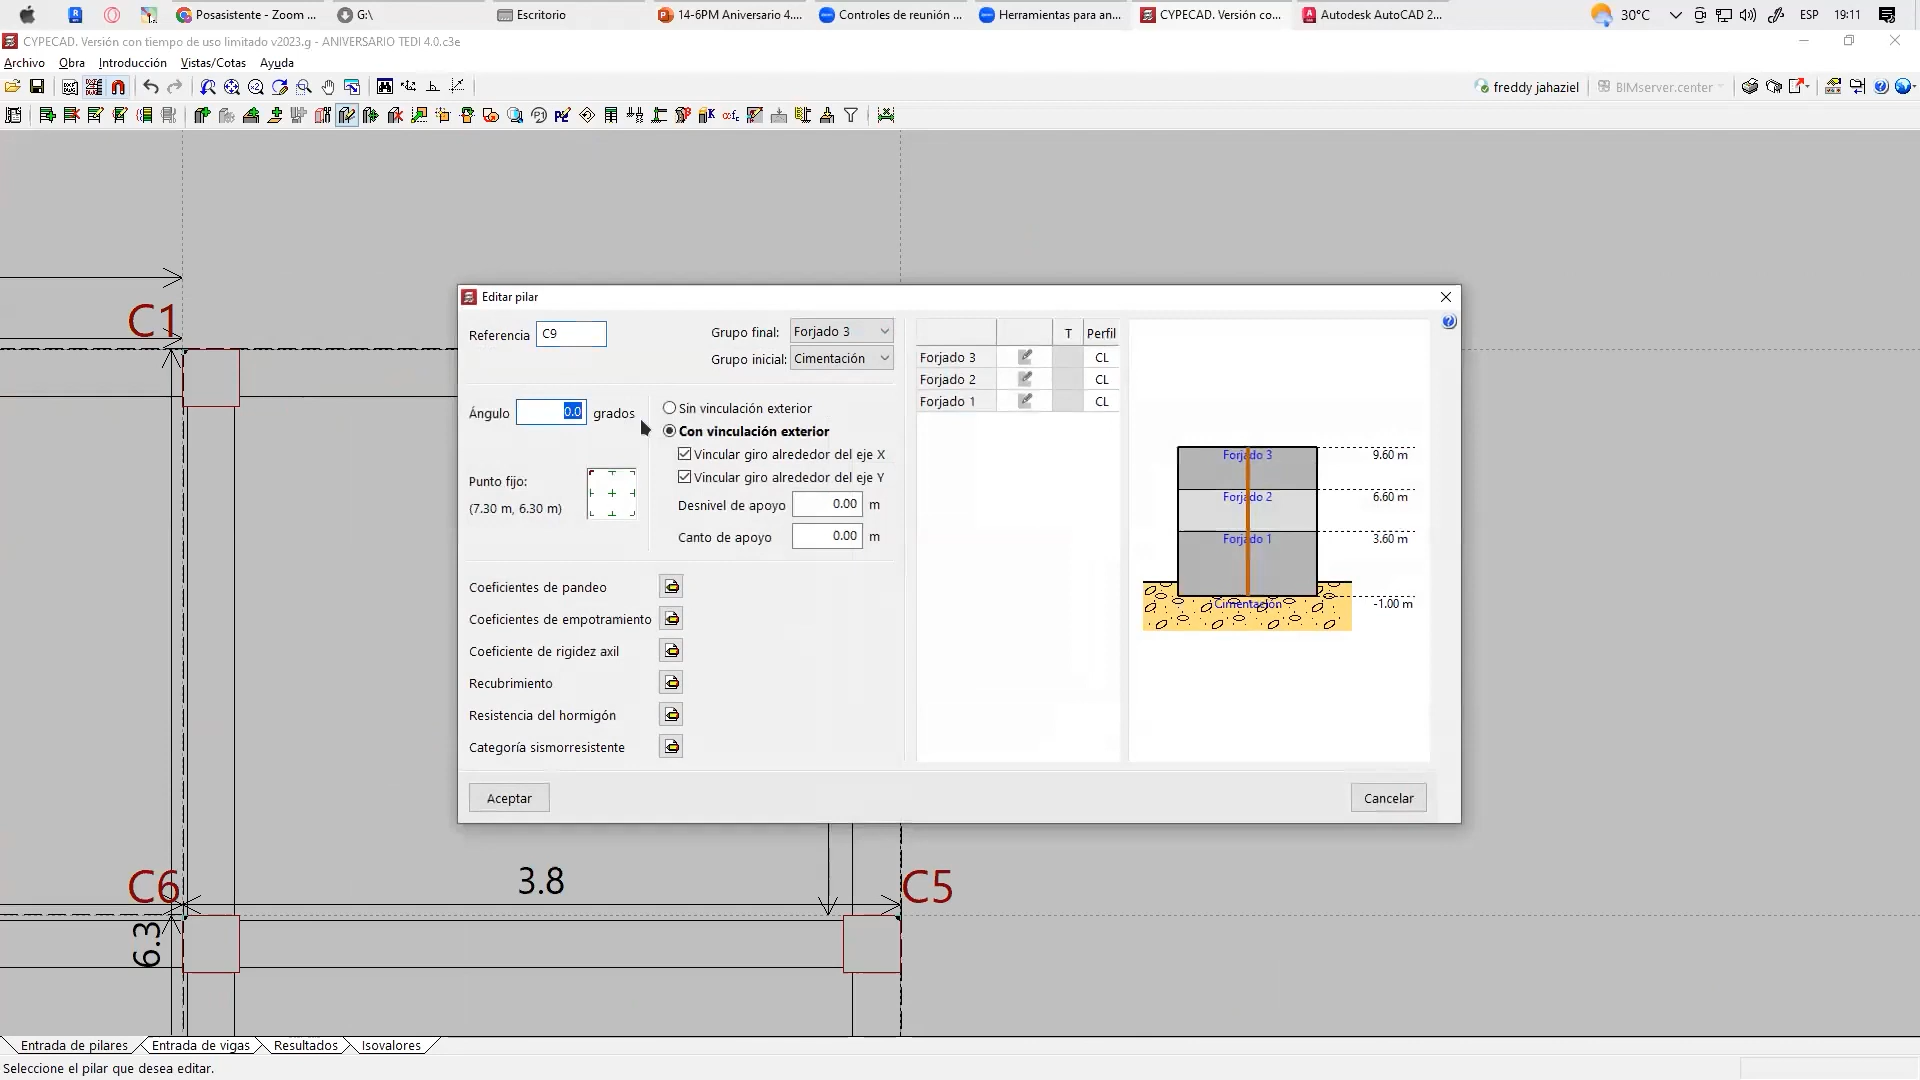 Posasistente - Zoom ...
G:\
Escritorio
14-6PM Aniversario 4....
Controles de reunión ...
Herramientas para an...
CYPECAD. Versión co...
Autodesk AutoCAD 2...
30°C
ESP
19:11
CYPECAD. Versión con tiempo de uso limitado v2023.g - ANIVERSARIO TEDI 4.0.c3e
Archivo Obra Introducción Vistas/Cotas Ayuda
freddy jahaziel
BIMserver.center
C1
Editar pilar
Referencia C9
Grupo final: Forjado 3
Grupo inicial: Cimentación
Ángulo 0.0 grados
Sin vinculación exterior
Con vinculación exterior
Vincular giro alrededor del eje X
Vincular giro alrededor del eje Y
Punto fijo:
(7.30 m, 6.30 m)
Desnivel de apoyo 0.00 m
Canto de apoyo 0.00 m
Coeficientes de pandeo
Coeficientes de empotramiento
Coeficiente de rigidez axil
Recubrimiento
Resistencia del hormigón
Categoría sismorresistente
T Perfil
Forjado 3 CL
Forjado 2 CL
Forjado 1 CL
Forjado 3 9.60 m
Forjado 2 6.60 m
Forjado 1 3.60 m
Cimentación -1.00 m
Aceptar
Cancelar
C6
3.8
C5
6.3
Entrada de pilares Entrada de vigas Resultados Isovalores
Seleccione el pilar que desea editar.